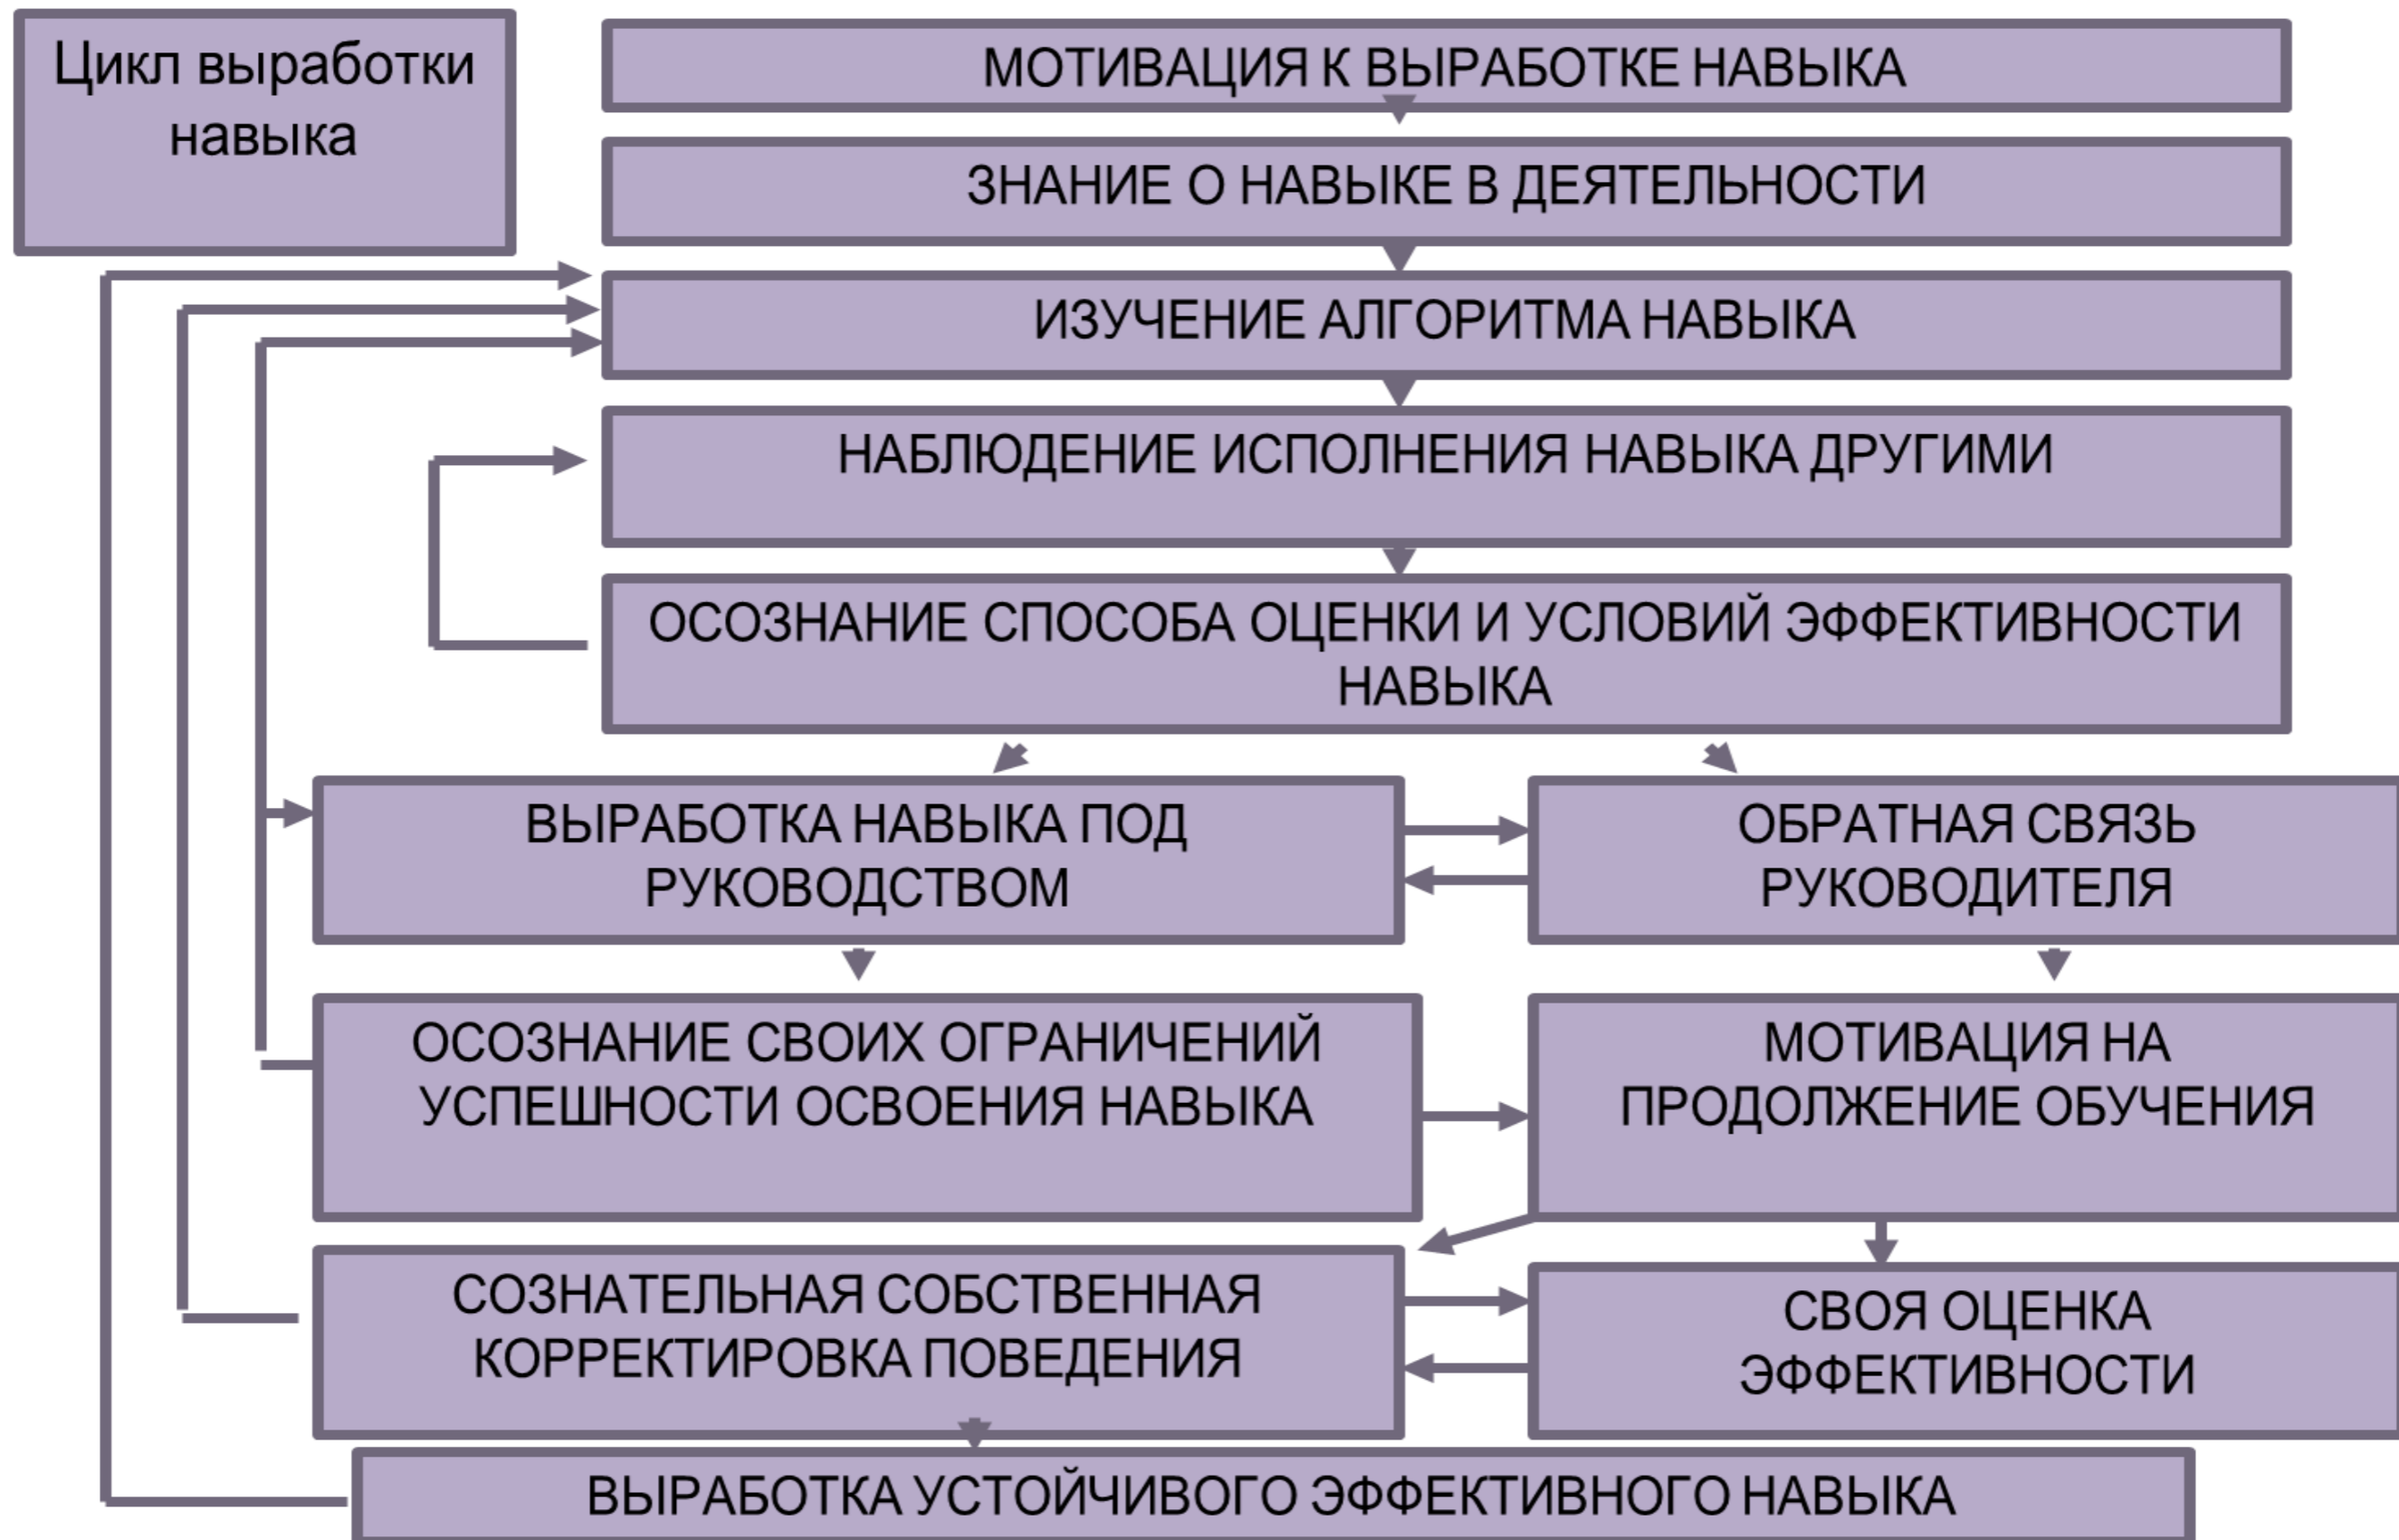 Цикл выработки
навыка
МОТИВАЦИЯ К ВЫРАБОТКЕ НАВЫКА
ЗНАНИЕ О НАВЫКЕ В ДЕЯТЕЛЬНОСТИ
ИЗУЧЕНИЕ АЛГОРИТМА НАВЫКА
НАБЛЮДЕНИЕ ИСПОЛНЕНИЯ НАВЫКА ДРУГИМИ
ОСОЗНАНИЕ СПОСОБА ОЦЕНКИ И УСЛОВИЙ ЭФФЕКТИВНОСТИ
НАВЫКА
ВЫРАБОТКА НАВЫКА ПОД
РУКОВОДСТВОМ
ОБРАТНАЯ СВЯЗЬ
РУКОВОДИТЕЛЯ
ОСОЗНАНИЕ СВОИХ ОГРАНИЧЕНИЙ
УСПЕШНОСТИ ОСВОЕНИЯ НАВЫКА
МОТИВАЦИЯ НА
ПРОДОЛЖЕНИЕ ОБУЧЕНИЯ
СОЗНАТЕЛЬНАЯ СОБСТВЕННАЯ
КОРРЕКТИРОВКА ПОВЕДЕНИЯ
СВОЯ ОЦЕНКА
ЭФФЕКТИВНОСТИ
ВЫРАБОТКА УСТОЙЧИВОГО ЭФФЕКТИВНОГО НАВЫКА